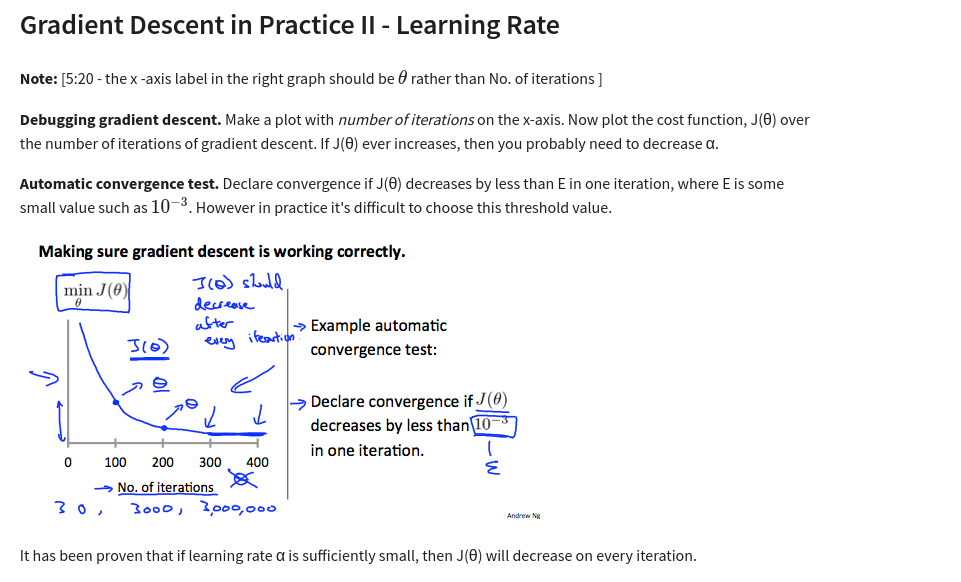 Gradient Descent in Practice II - Learning Rate
Note: [5:20 - the x -axis label in the right graph should be θ rather than No. of iterations ]
Debugging gradient descent. Make a plot with number of iterations on the x-axis. Now plot the cost function, J(θ) over
the number of iterations of gradient descent. If J(θ) ever increases, then you probably need to decrease α.
Automatic convergence test. Declare convergence if J(θ) decreases by less than E in one iteration, where E is some
small value such as 10⁻³. However in practice it's difficult to choose this threshold value.
Making sure gradient descent is working correctly.
min J(θ)
θ
J(θ) should
decrease
after
every iteration.
J(θ)
θ
θ
→ Example automatic
convergence test:
→ Declare convergence if J(θ)
decreases by less than 10⁻³
in one iteration.
ε
0 100 200 300 400
→ No. of iterations
30, 3000, 3,000,000
Andrew Ng
It has been proven that if learning rate α is sufficiently small, then J(θ) will decrease on every iteration.